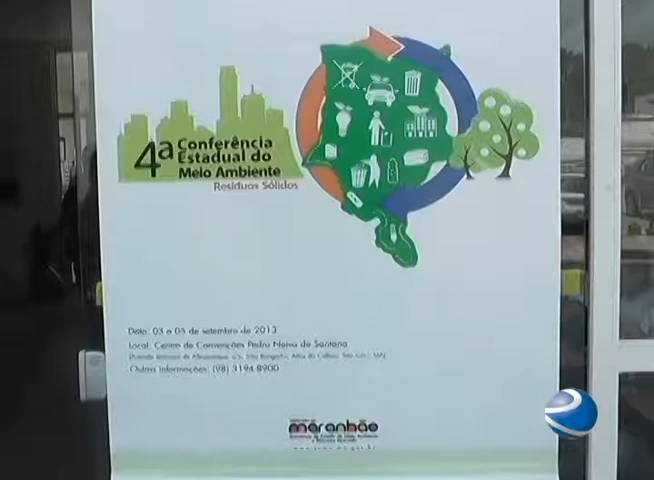 4ª Conferência
Estadual do
Meio Ambiente
Resíduos Sólidos
Data: 03 a 05 de setembro de 2013
Local: Centro de Convenções Pedro Neiva de Santana
Outras informações: (98) 3194-8900
maranhão